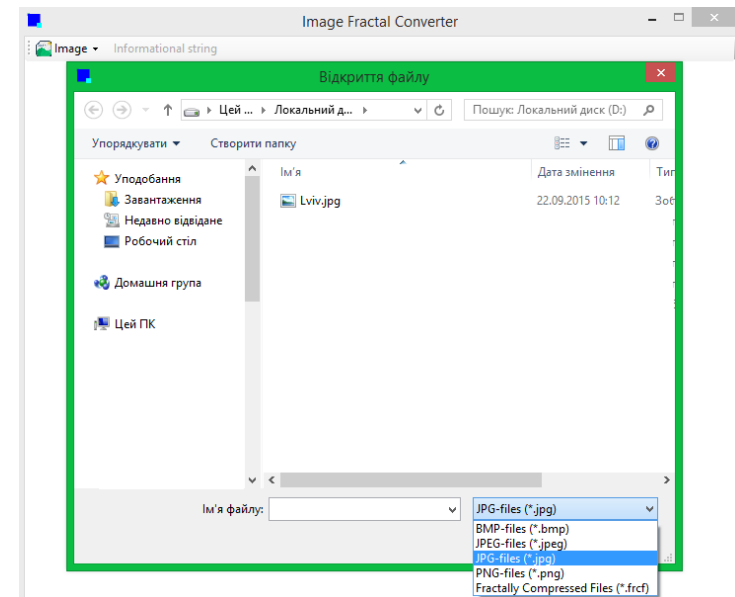 Image Fractal Converter
Image Informational string
Відкриття файлу
Цей ... Локальний д... Пошук: Локальний диск (D:)
Упорядкувати Створити папку
Ім'я Дата змінення Тип
Уподобання
Завантаження
Недавно відвідане
Робочий стіл
Домашня група
Цей ПК
Lviv.jpg 22.09.2015 10:12 Зоб
Ім'я файлу: JPG-files (*.jpg)
BMP-files (*.bmp)
JPEG-files (*.jpeg)
JPG-files (*.jpg)
PNG-files (*.png)
Fractally Compressed Files (*.frcf)